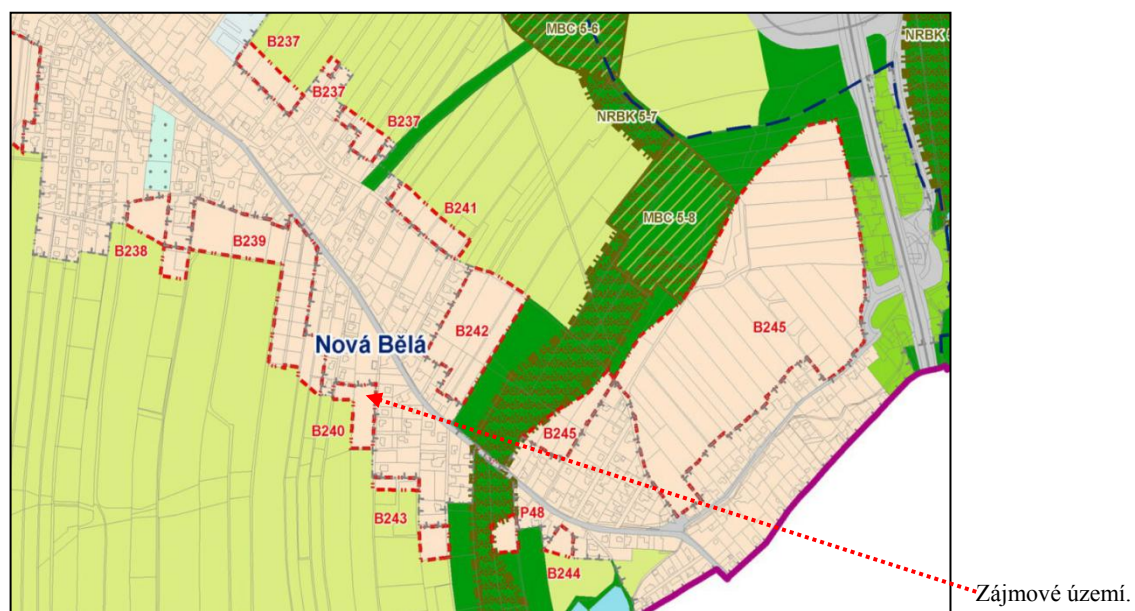 MBC 5-6
NRBK 5
B237
B237
B237
NRBK 5-7
B241
MBC 5-8
B238
B239
B242
B245
Nová Bělá
B240
B245
B243
P48
B244
Zájmové území.